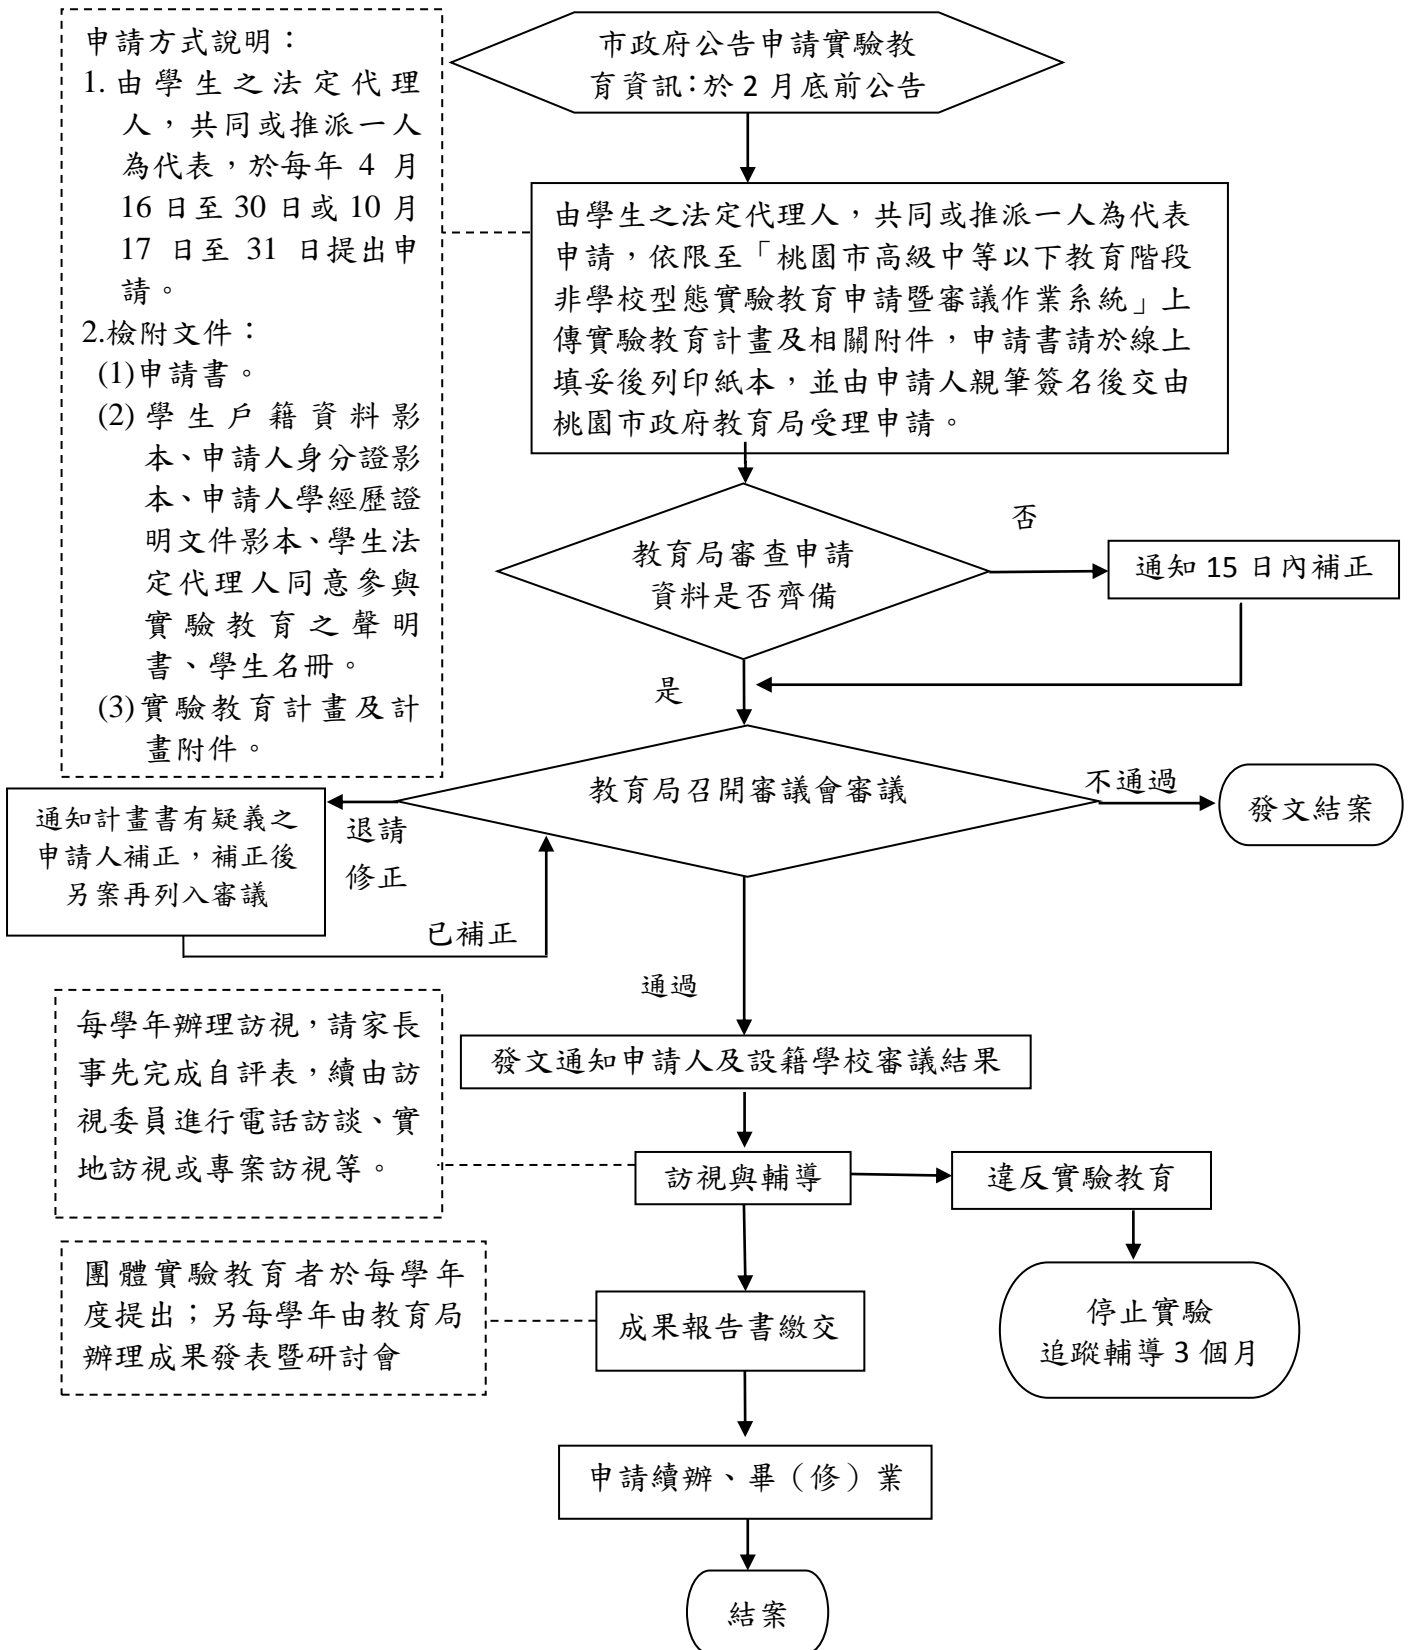 申請方式說明：
1. 由學生之法定代理
人，共同或推派一人
為代表，於每年 4 月
16 日至 30 日或 10 月
17 日至 31 日提出申
請。
2.檢附文件：
(1)申請書。
(2)學生戶籍資料影
本、申請人身分證影
本、申請人學經歷證
明文件影本、學生法
定代理人同意參與
實驗教育之聲明
書、學生名冊。
(3)實驗教育計畫及計
畫附件。
市政府公告申請實驗教
育資訊：於 2 月底前公告
由學生之法定代理人，共同或推派一人為代表
申請，依限至「桃園市高級中等以下教育階段
非學校型態實驗教育申請暨審議作業系統」上
傳實驗教育計畫及相關附件，申請書請於線上
填妥後列印紙本，並由申請人親筆簽名後交由
桃園市政府教育局受理申請。
教育局審查申請
資料是否齊備
否
通知 15 日內補正
是
教育局召開審議會審議
不通過
發文結案
退請
修正
通知計畫書有疑義之
申請人補正，補正後
另案再列入審議
已補正
通過
發文通知申請人及設籍學校審議結果
每學年辦理訪視，請家長
事先完成自評表，續由訪
視委員進行電話訪談、實
地訪視或專案訪視等。
訪視與輔導
違反實驗教育
停止實驗
追蹤輔導 3 個月
團體實驗教育者於每學年
度提出；另每學年由教育局
辦理成果發表暨研討會
成果報告書繳交
申請續辦、畢（修）業
結案